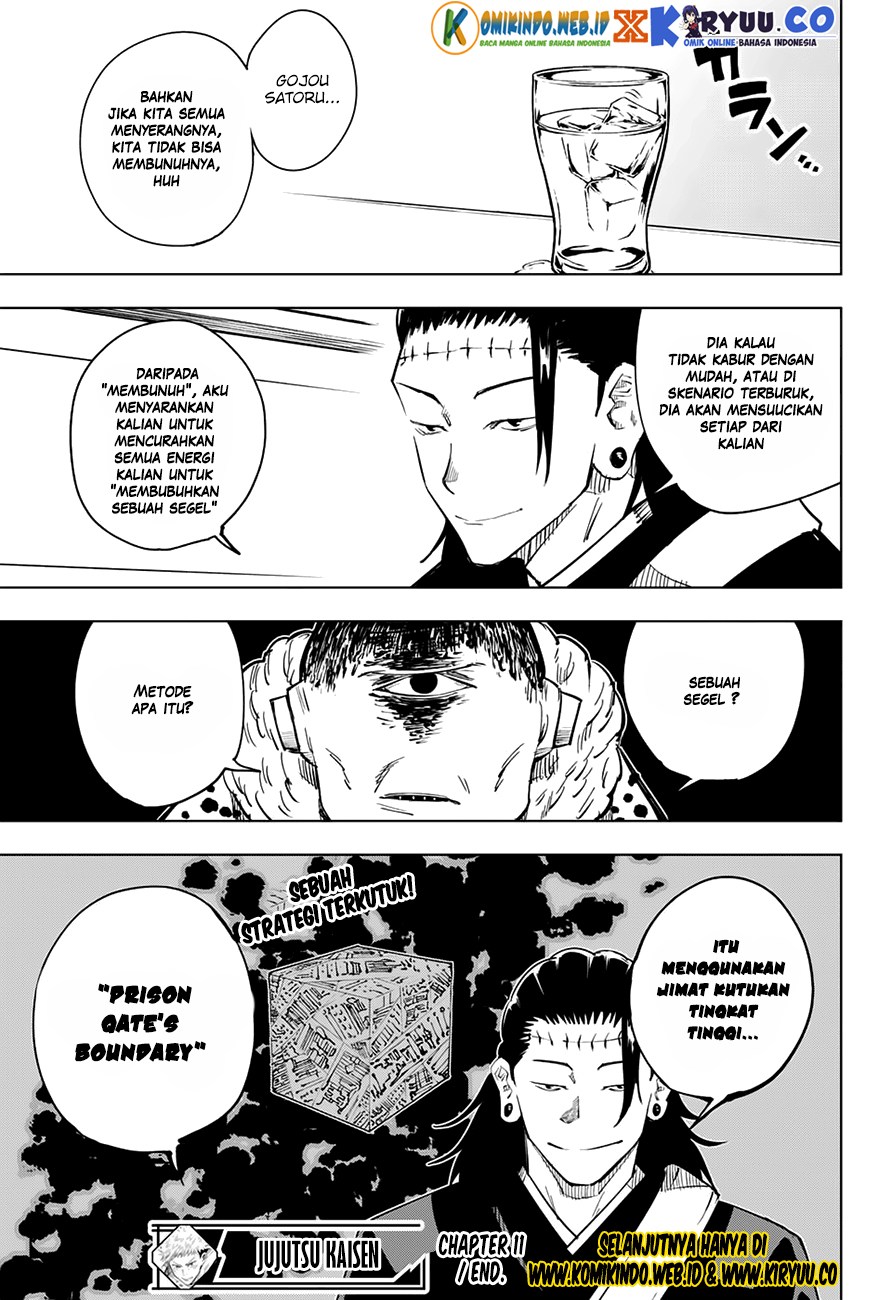 KOMIKINDO.WEB.ID X KIRYUU.CO
BACA MANGA ONLINE BAHASA INDONESIA
OMIK ONLINE BAHASA INDONESIA
カラン…
GOJOU
SATORU...
BAHKAN
JIKA KITA SEMUA
MENYERANGNYA,
KITA TIDAK BISA
MEMBUNUHNYA,
HUH
DIA KALAU
TIDAK KABUR DENGAN
MUDAH, ATAU DI
SKENARIO TERBURUK,
DIA AKAN MENSUUCIKAN
SETIAP DARI
KALIAN
DARIPADA
"MEMBUNUH", AKU
MENYARANKAN
KALIAN UNTUK
MENCURAHKAN
SEMUA ENERGI
KALIAN UNTUK
"MEMBUBUHKAN
SEBUAH SEGEL"
SEBUAH
SEGEL ?
METODE
APA ITU?
ITU
MENGGUNAKAN
JIMAT KUTUKAN
TINGKAT
TINGGI...
SEBUAH
STRATEGI TERKUTUK!
"PRISON
GATE'S
BOUNDARY"
JUJUTSU KAISEN
CHAPTER 11
/ END.
SELANJUTNYA HANYA DI
WWW.KOMIKINDO.WEB.ID & WWW.KIRYUU.CO